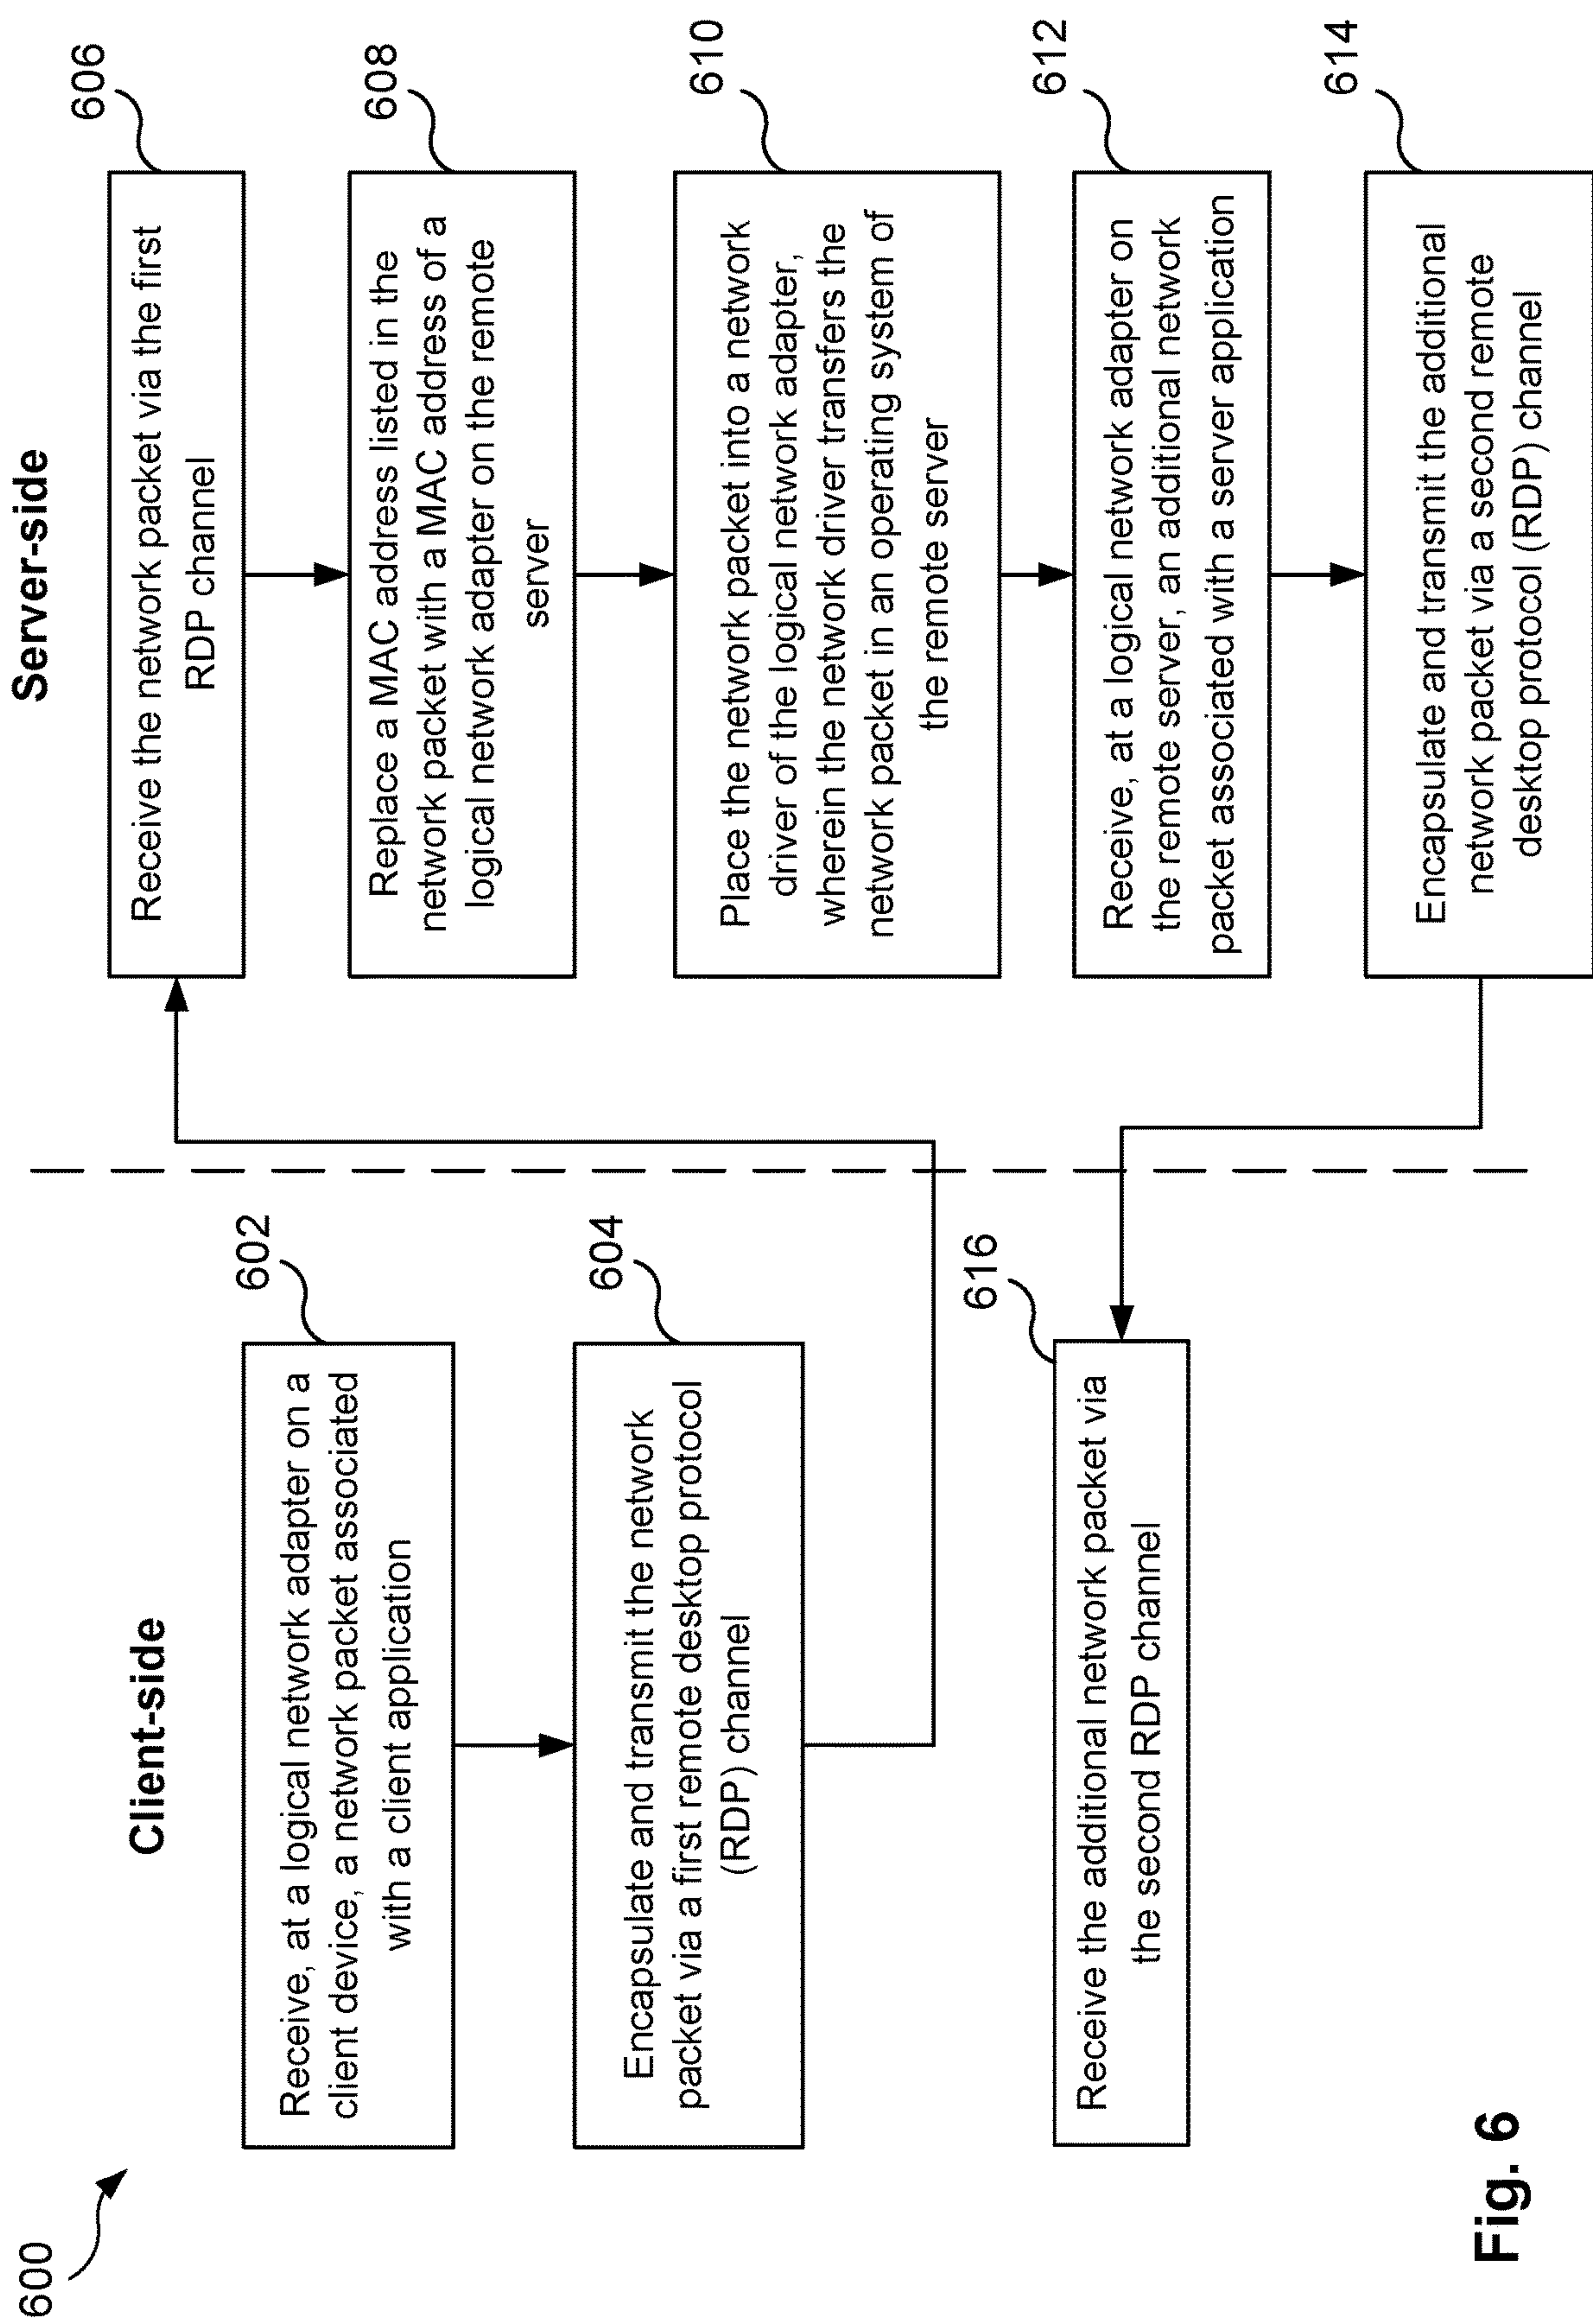 600
Client-side
602
Receive, at a logical network adapter on a
client device, a network packet associated
with a client application
604
Encapsulate and transmit the network
packet via a first remote desktop protocol
(RDP) channel
616
Receive the additional network packet via
the second RDP channel
Server-side
606
Receive the network packet via the first
RDP channel
608
Replace a MAC address listed in the
network packet with a MAC address of a
logical network adapter on the remote
server
610
Place the network packet into a network
driver of the logical network adapter,
wherein the network driver transfers the
network packet in an operating system of
the remote server
612
Receive, at a logical network adapter on
the remote server, an additional network
packet associated with a server application
614
Encapsulate and transmit the additional
network packet via a second remote
desktop protocol (RDP) channel
Fig. 6